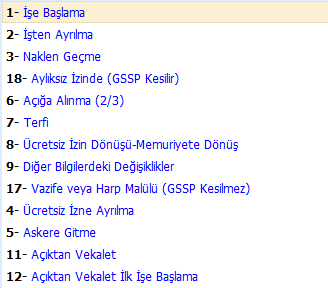 1- İşe Başlama
2- İşten Ayrılma
3- Naklen Geçme
18- Aylıksız İzinde (GSSP Kesilir)
6- Açığa Alınma (2/3)
7- Terfi
8- Ücretsiz İzin Dönüşü-Memuriyete Dönüş
9- Diğer Bilgilerdeki Değişiklikler
17- Vazife veya Harp Malülü (GSSP Kesilmez)
4- Ücretsiz İzne Ayrılma
5- Askere Gitme
11- Açıktan Vekalet
12- Açıktan Vekalet İlk İşe Başlama